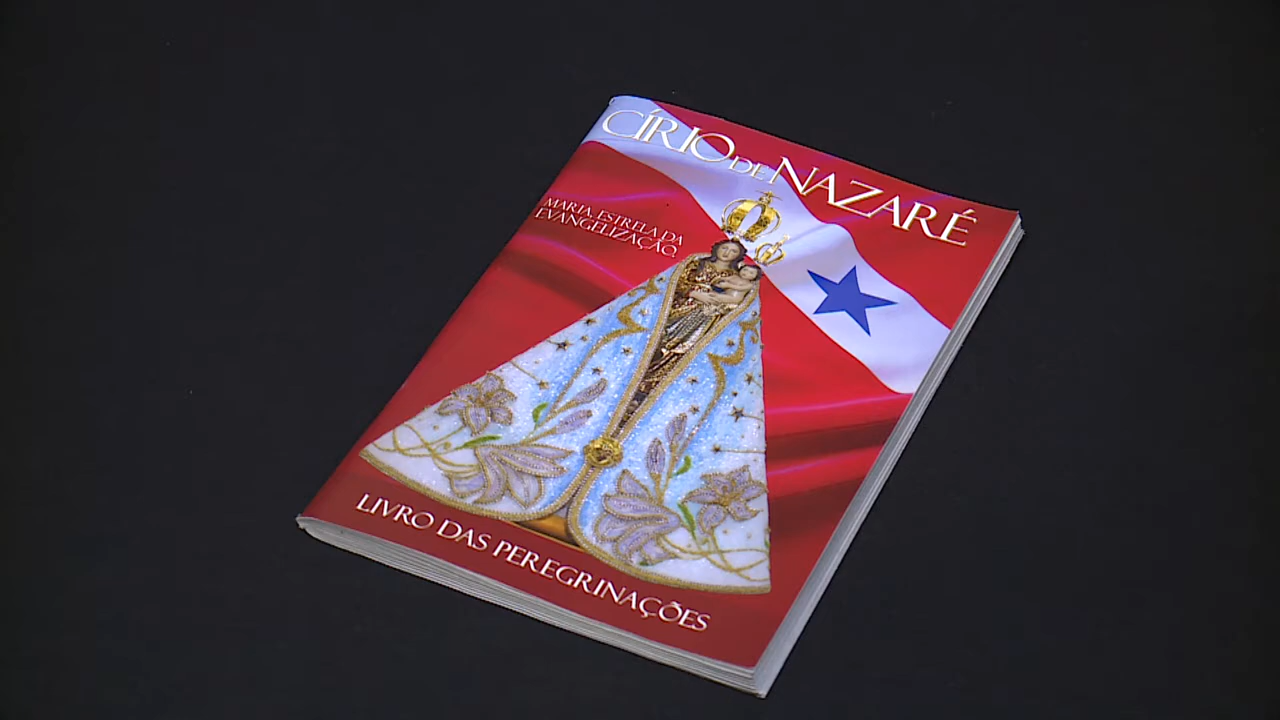 CÍRIO DE NAZARÉ
MARIA, ESTRELA DA
EVANGELIZAÇÃO.
LIVRO DAS PEREGRINAÇÕES